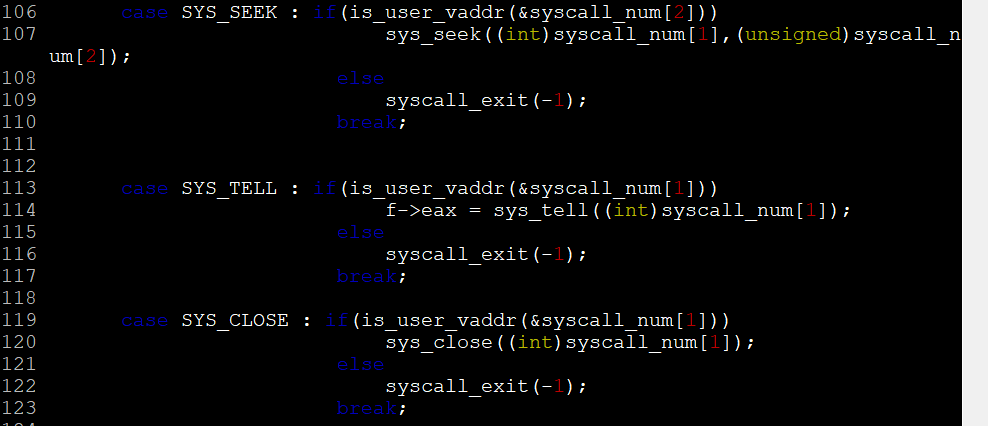 106       case SYS_SEEK : if(is_user_vaddr(&syscall_num[2]))
107                             sys_seek((int)syscall_num[1],(unsigned)syscall_n
um[2]);
108                         else
109                             syscall_exit(-1);
110                         break;
111
112
113       case SYS_TELL : if(is_user_vaddr(&syscall_num[1]))
114                             f->eax = sys_tell((int)syscall_num[1]);
115                         else
116                             syscall_exit(-1);
117                         break;
118
119       case SYS_CLOSE : if(is_user_vaddr(&syscall_num[1]))
120                             sys_close((int)syscall_num[1]);
121                         else
122                             syscall_exit(-1);
123                         break;